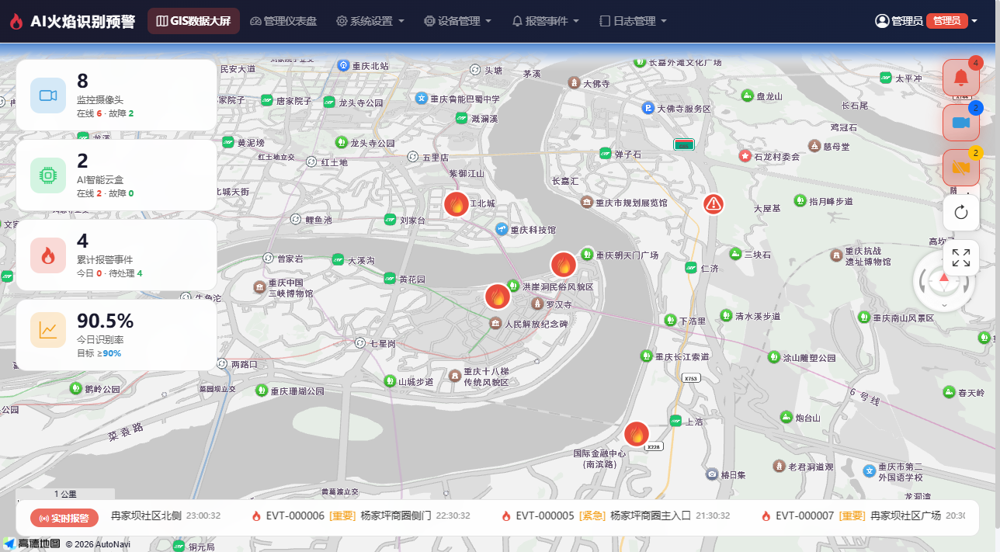 AI火焰识别预警
GIS数据大屏
管理仪表盘
系统设置
设备管理
报警事件
日志管理
管理员
管理员
8
监控摄像头
在线 6 · 故障 2
2
AI智能云盒
在线 2 · 故障 0
4
累计报警事件
今日 0 · 待处理 4
90.5%
今日识别率
目标 ≥90%
4
2
2
民安大道
重庆北站
头塘
茅溪
长嘉外滩文化广场
大佛寺
太平冲
唐家院子
龙头寺公园
重庆鲁能巴蜀中学
大佛寺服务区
盘龙山
长石尾
溉澜溪
鸡冠石
黄泥塝
龙头寺公园
慈母堂
红土地立交
红土地
五里店
弹子石
石龙村委会
紫御江山
长嘉汇
北城天街
江北城
重庆市规划展览馆
大屋基
指月峰步道
鲤鱼池
刘家台
重庆科技馆
曾家岩
大溪沟
重庆朝天门广场
三块石
重庆抗战
遗址博物馆
仁济
黄花园
重庆中国
三峡博物馆
洪崖洞民俗风貌区
罗汉寺
牛角沱
人民解放纪念碑
下浩里
清水溪步道
重庆南山风景区
七星岗
两路口
重庆长江索道
涂山雕塑公园
重庆十八梯
传统风貌区
山城步道
X753
鹅岭公园
菜园坝立交
重庆珊瑚公园
6号线
春天岭
公园
菜袁路
上浩
炮台山
X228
国际金融中心
(南滨路)
椿日集
老君洞道观
重庆市第二
外国语学校
黄葛渡立交
龙洞湾
1 公里
实时报警
冉家坝社区北侧 23:00:32
EVT-000006 [重要] 杨家坪商圈侧门 22:30:32
EVT-000005 [紧急] 杨家坪商圈主入口 21:30:32
EVT-000007 [重要] 冉家坝社区广场
高德地图 © 2026 AutoNavi
铜元局